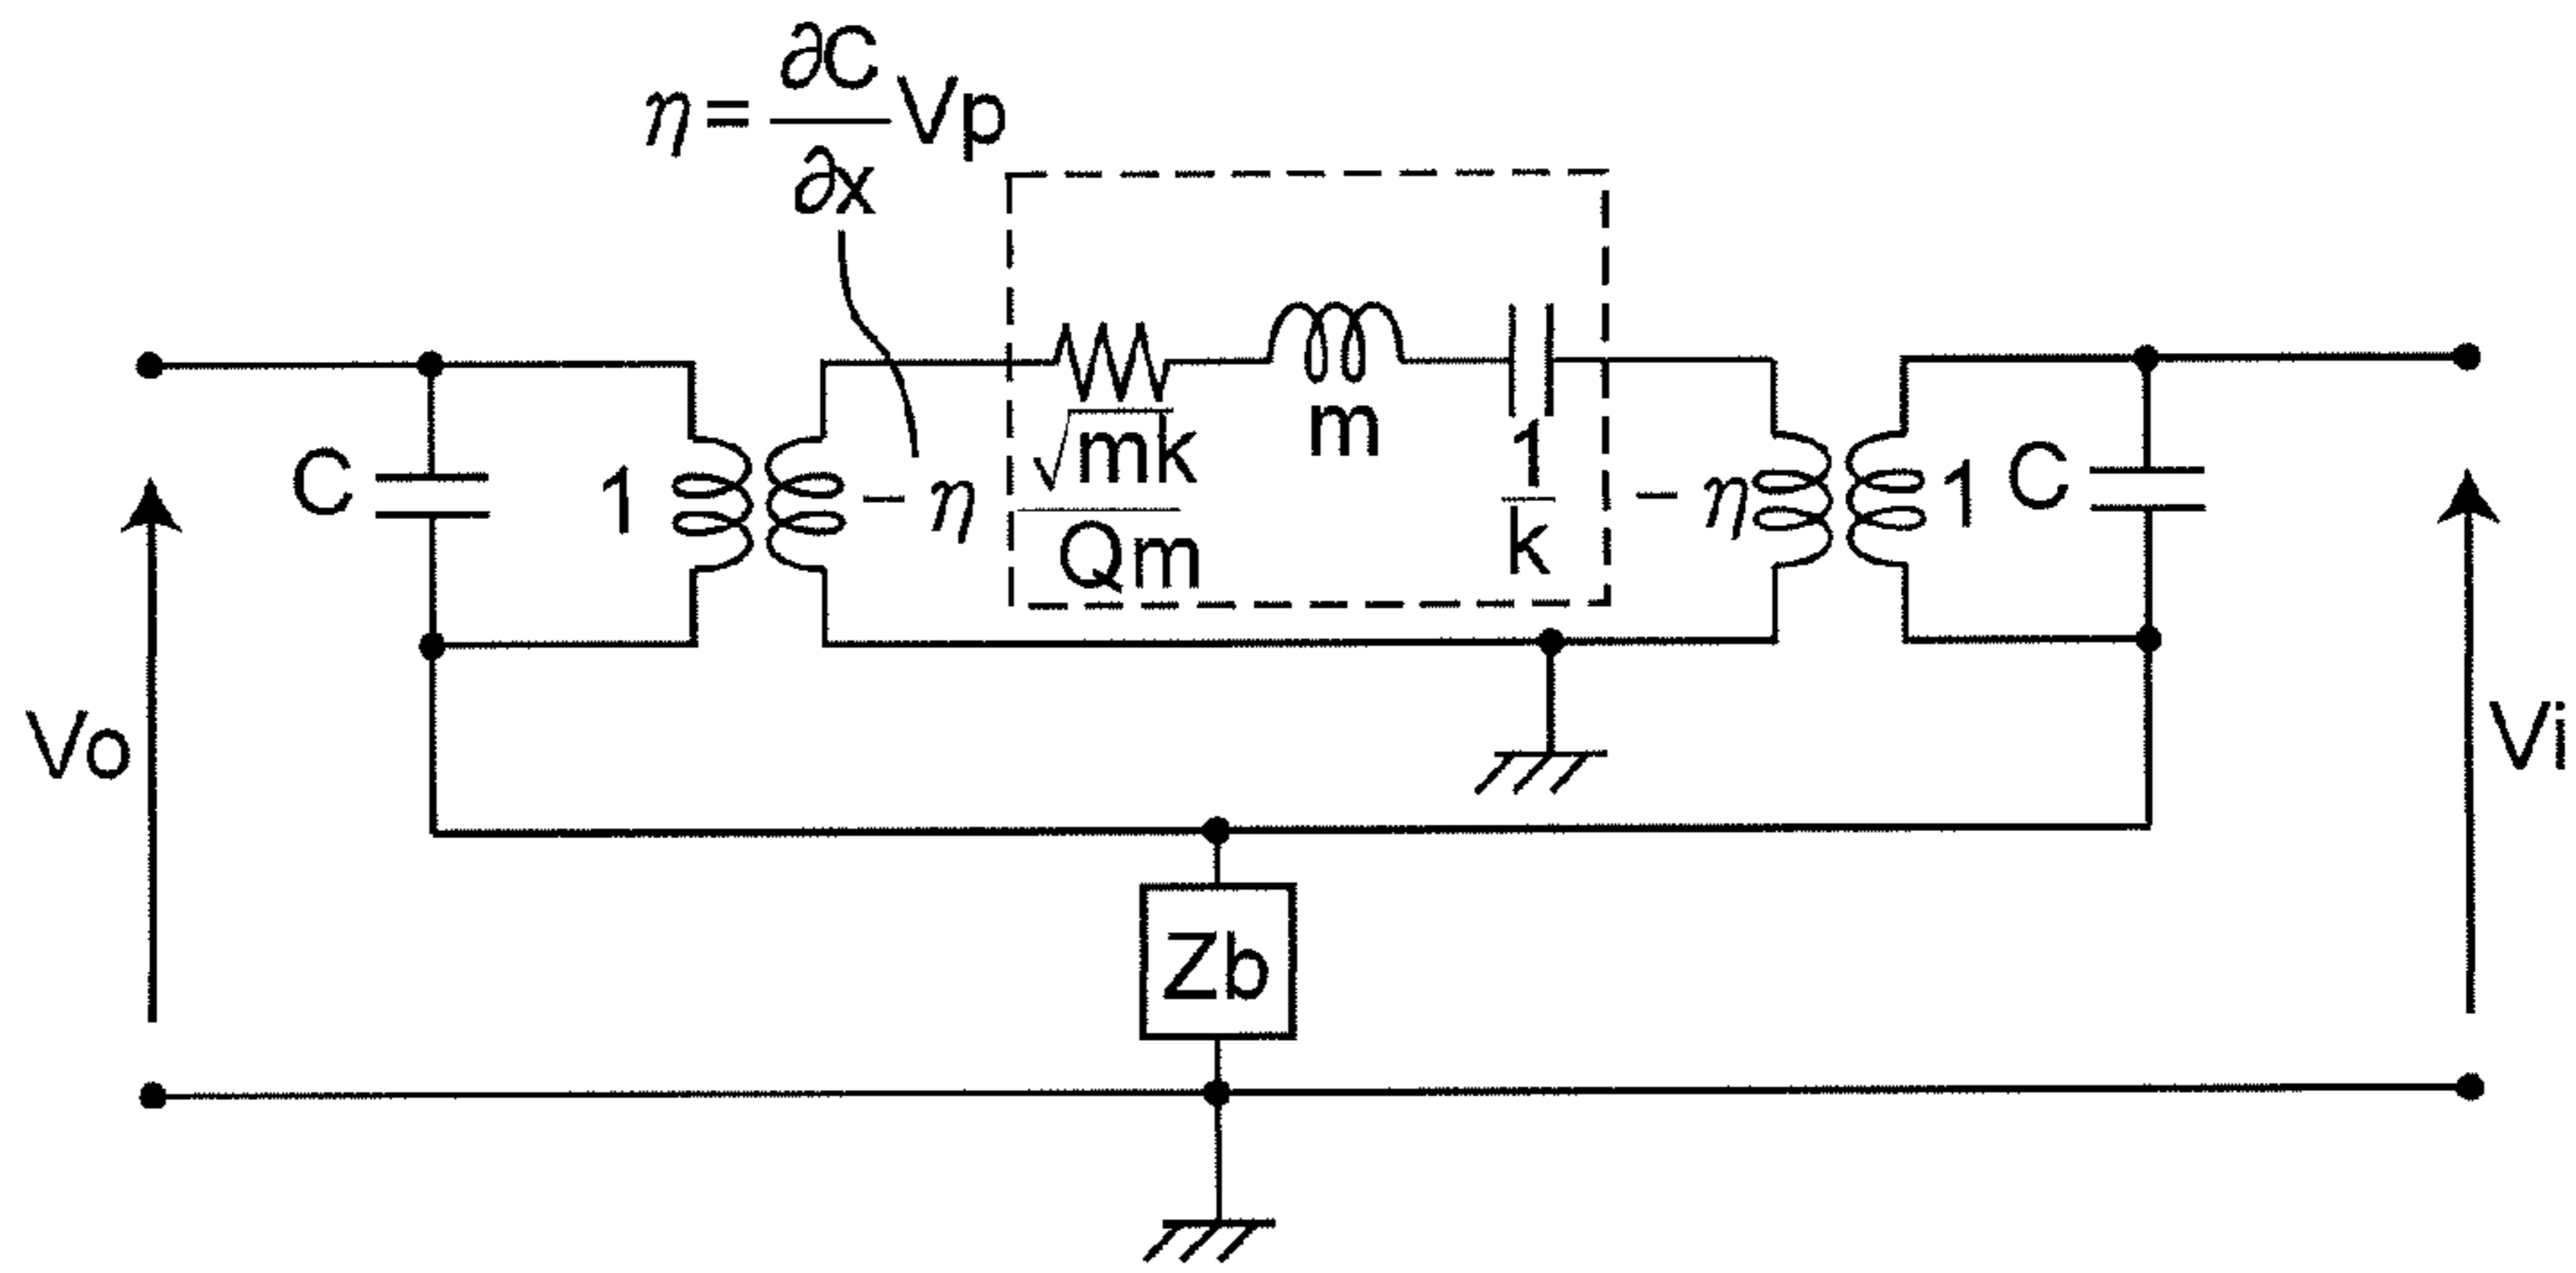 η = ∂C/∂x Vp
C
1
− η
√mk/Qm
m
1/k
− η
1
C
Vo
Vi
Zb